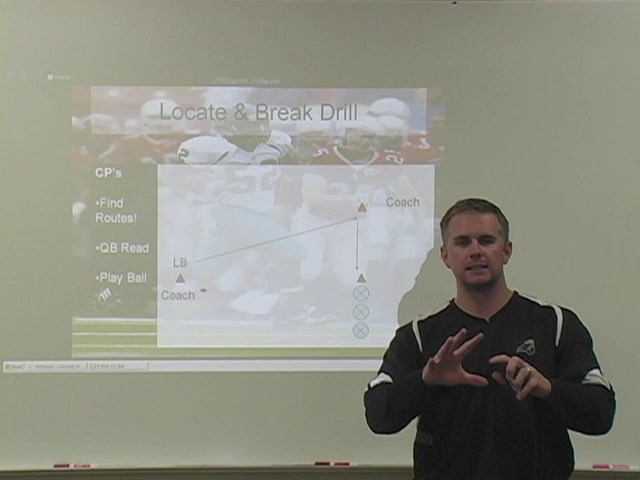 Locate & Break Drill
CP's
•Find
Routes!
•QB Read
•Play Ball
Coach
LB
Coach